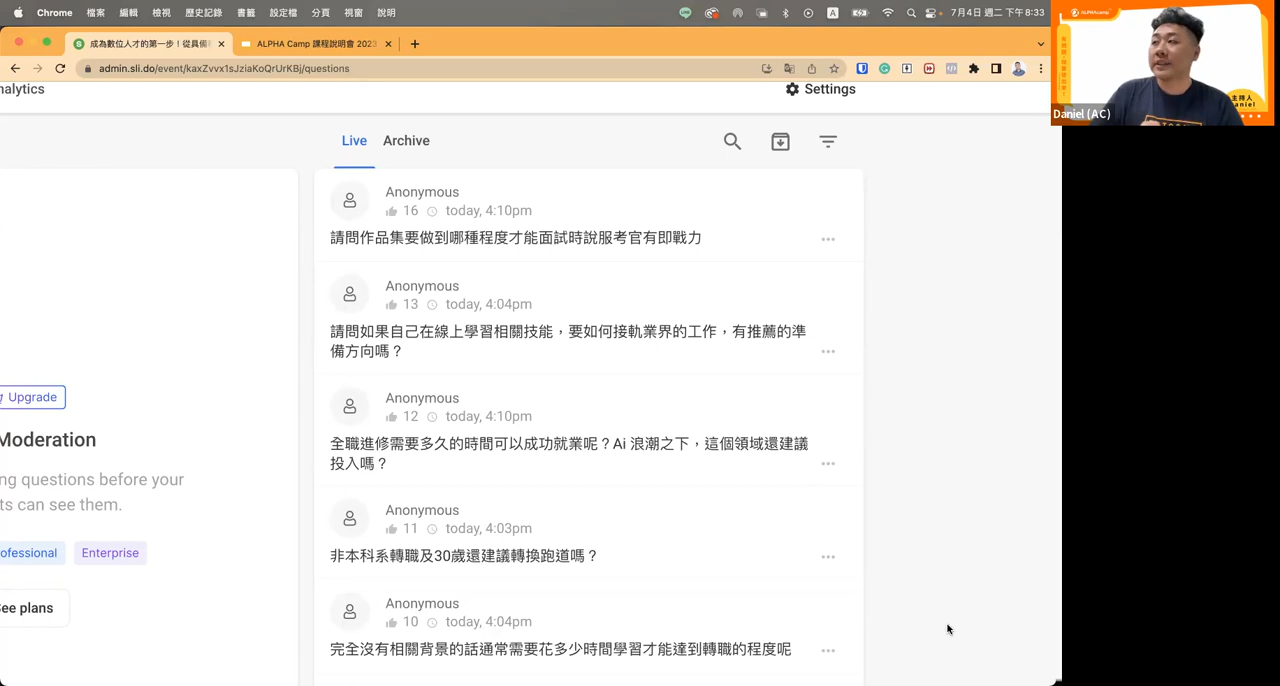 Chrome 檔案 編輯 檢視 歷史記錄 書籤 設定檔 分頁 視窗 說明 A 7月4日 週二 下午8:33
成為數位人才的第一步！從具備 ALPHA Camp 課程說明會 2023
admin.sli.do/event/kaxZvvx1sJziaKoQrUrKBj/questions
ALPHAcamp
主持人
Daniel (AC)
nalytics
Settings
Live Archive
Anonymous
16 today, 4:10pm
請問作品集要做到哪種程度才能面試時說服考官有即戰力
Anonymous
13 today, 4:04pm
請問如果自己在線上學習相關技能，要如何接軌業界的工作，有推薦的準
備方向嗎？
Anonymous
12 today, 4:10pm
全職進修需要多久的時間可以成功就業呢？Ai 浪潮之下，這個領域還建議
投入嗎？
Anonymous
11 today, 4:03pm
非本科系轉職及30歲還建議轉換跑道嗎？
Anonymous
10 today, 4:04pm
完全沒有相關背景的話通常需要花多少時間學習才能達到轉職的程度呢
Upgrade
Moderation
ng questions before your
ts can see them.
ofessional Enterprise
See plans